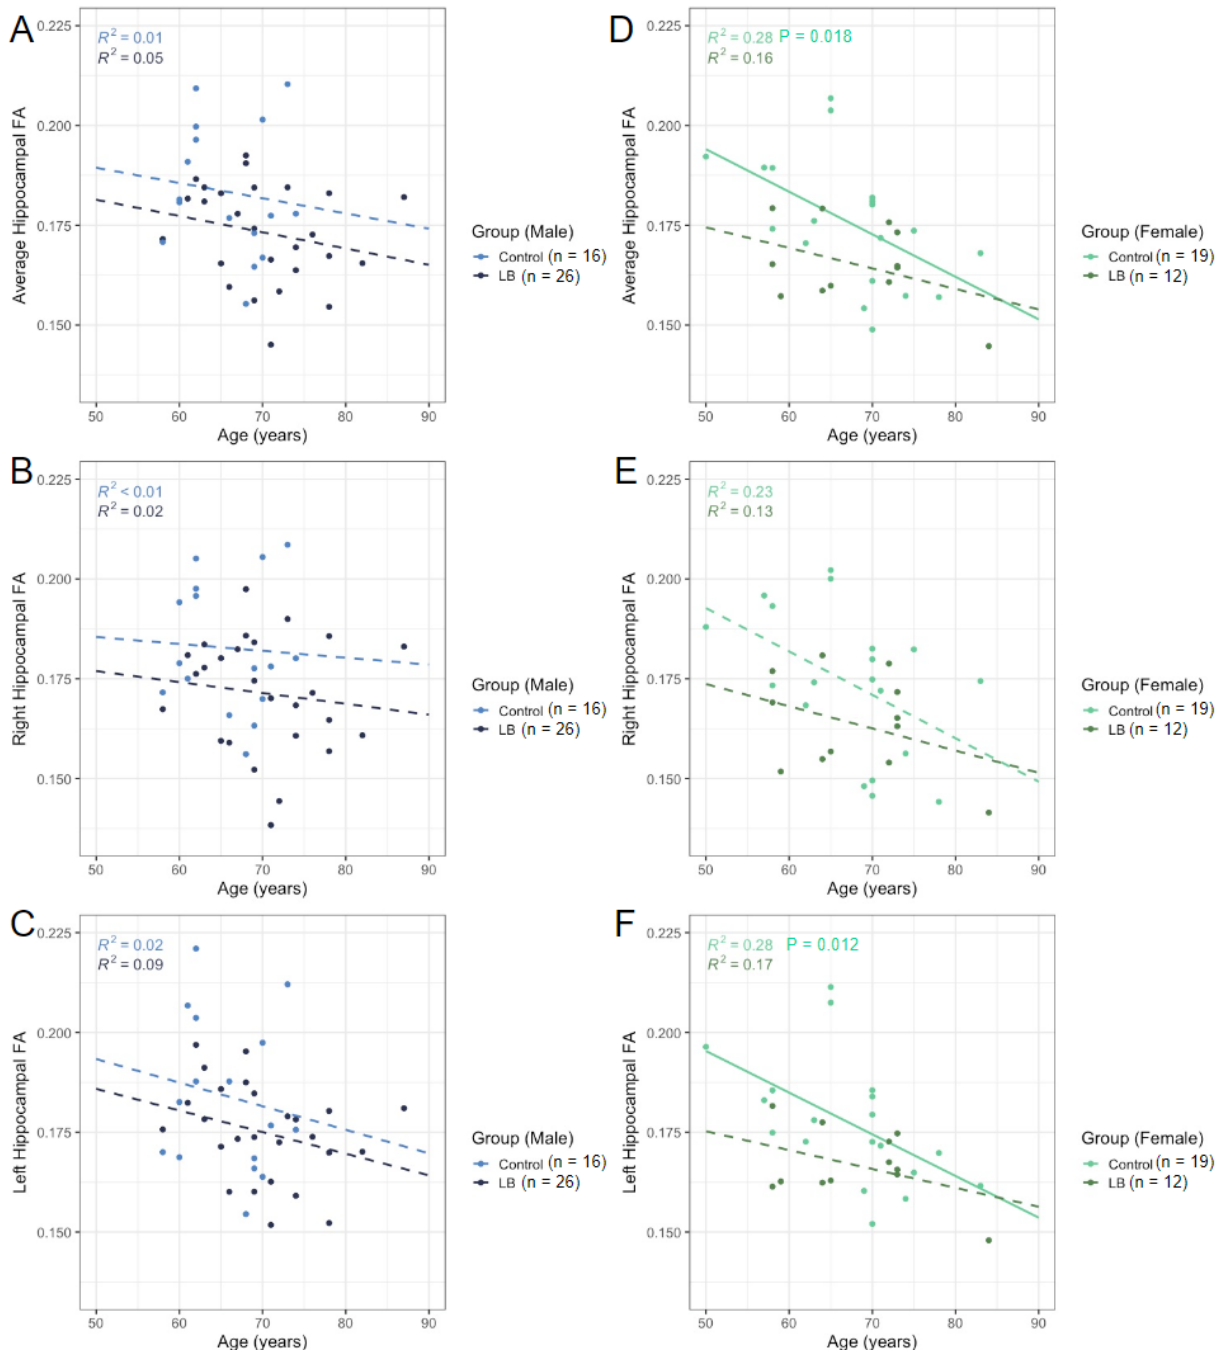 A
0.225
R² = 0.01
R² = 0.05
0.200
0.175
0.150
Average Hippocampal FA
50 60 70 80 90
Age (years)
Group (Male)
Control (n = 16)
LB (n = 26)
D
0.225
R² = 0.28 P = 0.018
R² = 0.16
0.200
0.175
0.150
Average Hippocampal FA
50 60 70 80 90
Age (years)
Group (Female)
Control (n = 19)
LB (n = 12)
B
0.225
R² < 0.01
R² = 0.02
0.200
0.175
0.150
Right Hippocampal FA
50 60 70 80 90
Age (years)
Group (Male)
Control (n = 16)
LB (n = 26)
E
0.225
R² = 0.23
R² = 0.13
0.200
0.175
0.150
Right Hippocampal FA
50 60 70 80 90
Age (years)
Group (Female)
Control (n = 19)
LB (n = 12)
C
0.225
R² = 0.02
R² = 0.09
0.200
0.175
0.150
Left Hippocampal FA
50 60 70 80 90
Age (years)
Group (Male)
Control (n = 16)
LB (n = 26)
F
0.225
R² = 0.28 P = 0.012
R² = 0.17
0.200
0.175
0.150
Left Hippocampal FA
50 60 70 80 90
Age (years)
Group (Female)
Control (n = 19)
LB (n = 12)